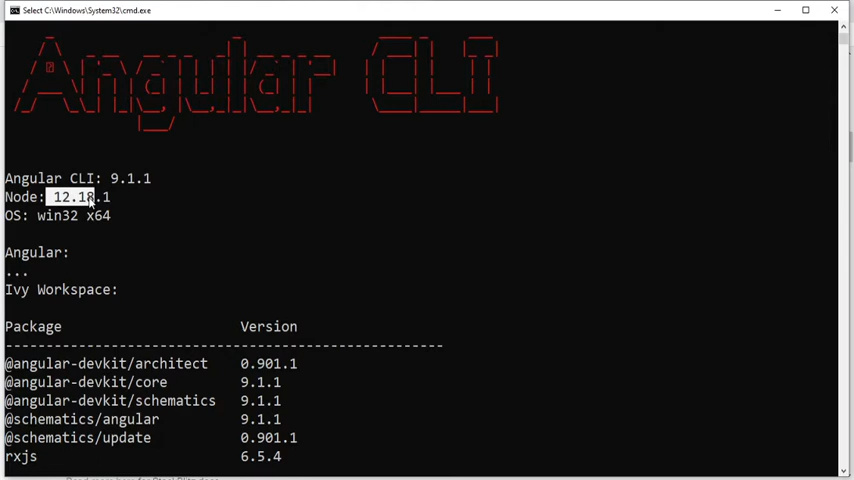 Select C:\Windows\System32\cmd.exe
Angular CLI
Angular CLI: 9.1.1
Node: 12.18.1
OS: win32 x64
Angular:
...
Ivy Workspace:
Package Version
------------------------------------------------------
@angular-devkit/architect 0.901.1
@angular-devkit/core 9.1.1
@angular-devkit/schematics 9.1.1
@schematics/angular 9.1.1
@schematics/update 0.901.1
rxjs 6.5.4